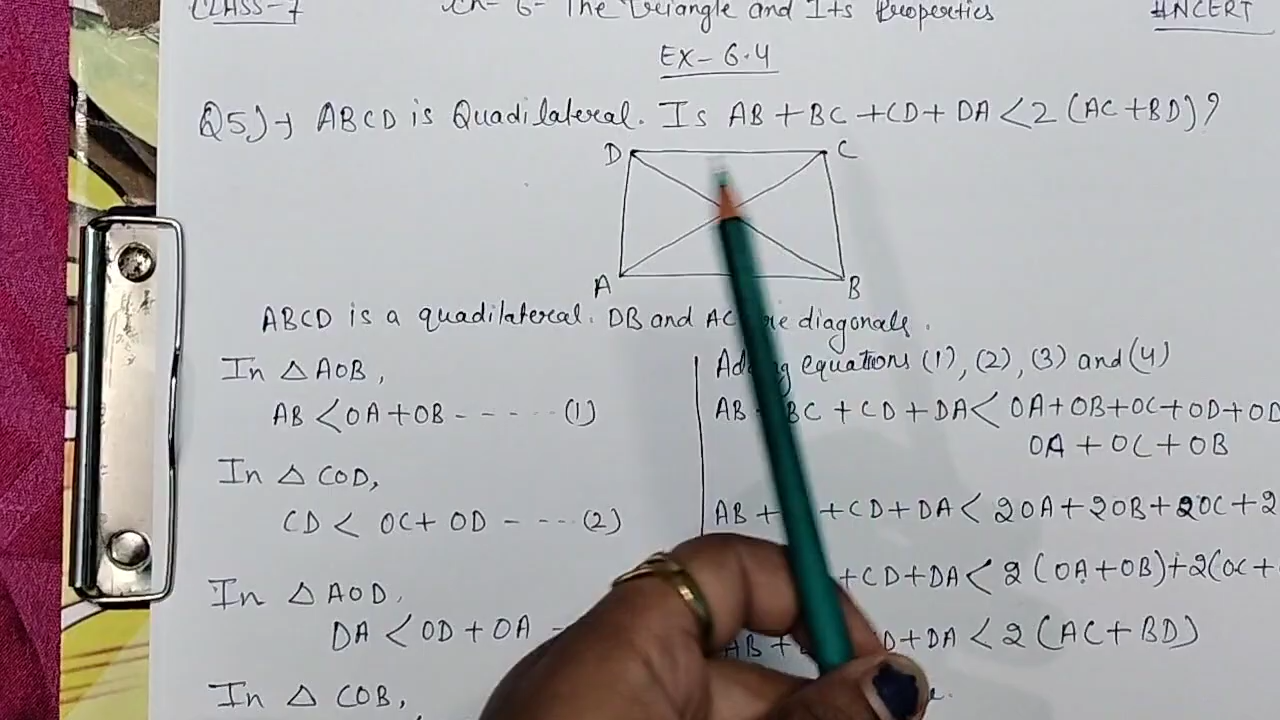 CLASS-7
Ch- 6- The Triangle and Its Properties
#NCERT
EX- 6.4
Q5.)→ ABCD is Quadilateral. Is AB+BC+CD+DA<2 (AC+BD)?
D C
A B
ABCD is a quadilateral. DB and AC diagonals.
In △AOB,
AB<OA+OB - - - - - (1)
In △ COD,
CD < OC+ OD - - - - (2)
In △ AOD,
DA < OD + OA -
In △ COB,
Adding equations (1), (2), (3) and (4)
AB BC + CD + DA< OA+OB+OC+OD+OD
OA + OC + OB
AB + +CD+DA< 2OA+2OB+2OC+2
+CD+DA< 2 (OA+OB)+2(OC+
AB + D+DA <2 (AC+BD)